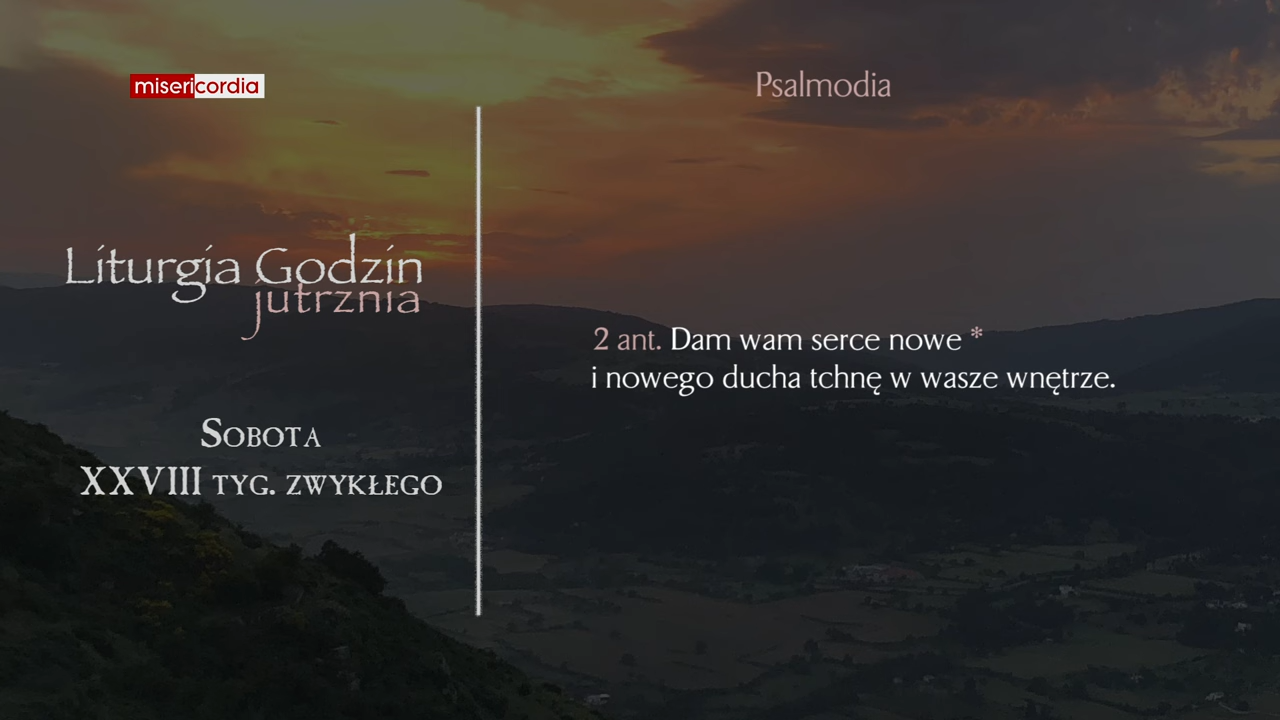 misericordia
Psalmodia
Liturgia Godzin
jutrznia
Sobota
XXVIII tyg. zwykłego
2 ant. Dam wam serce nowe *
i nowego ducha tchnę w wasze wnętrze.